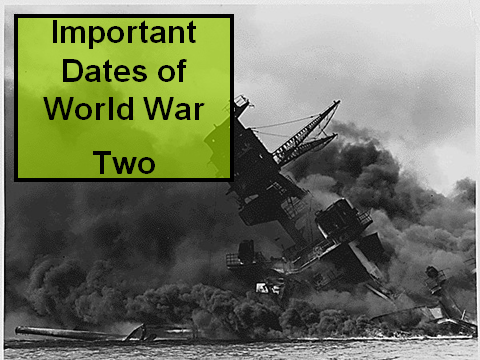 Important
Dates of
World War
Two